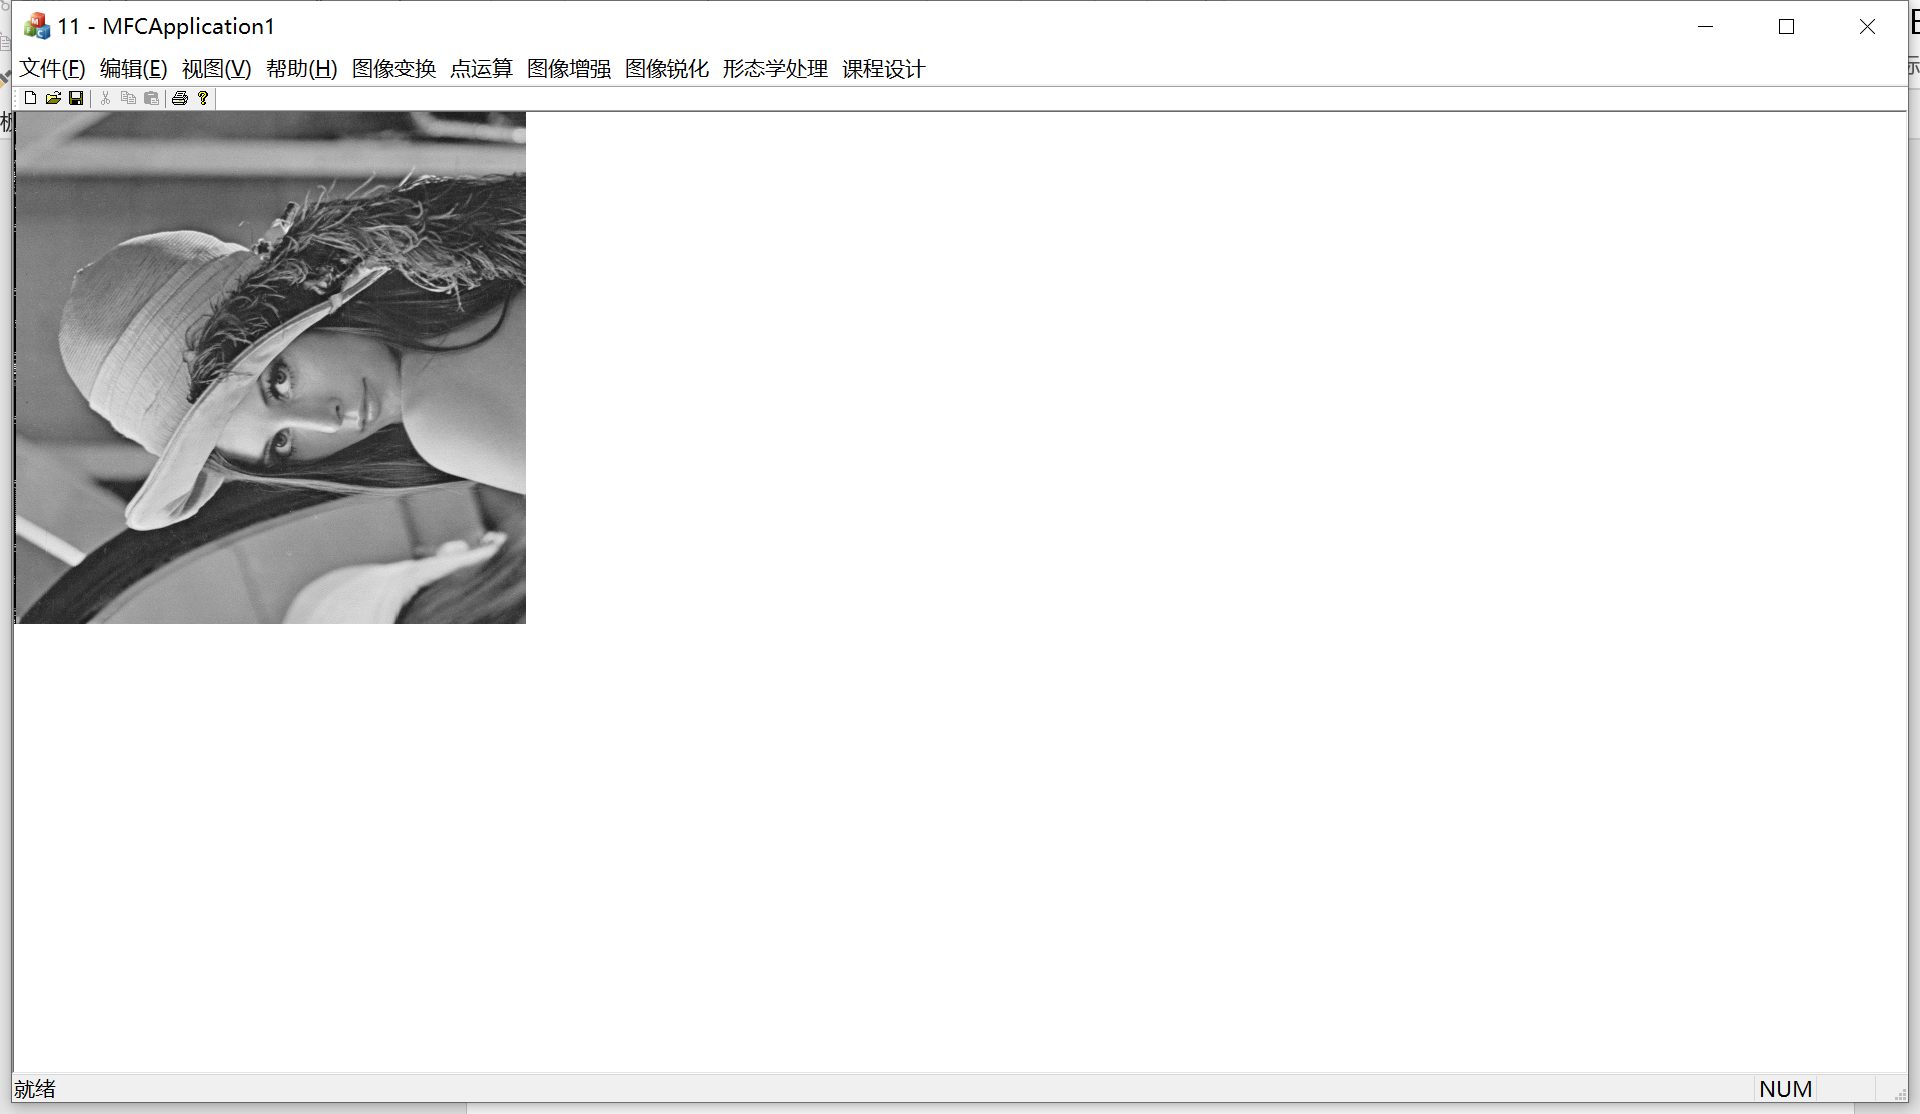 11 - MFCApplication1
文件(F) 编辑(E) 视图(V) 帮助(H) 图像变换 点运算 图像增强 图像锐化 形态学处理 课程设计
就绪
NUM